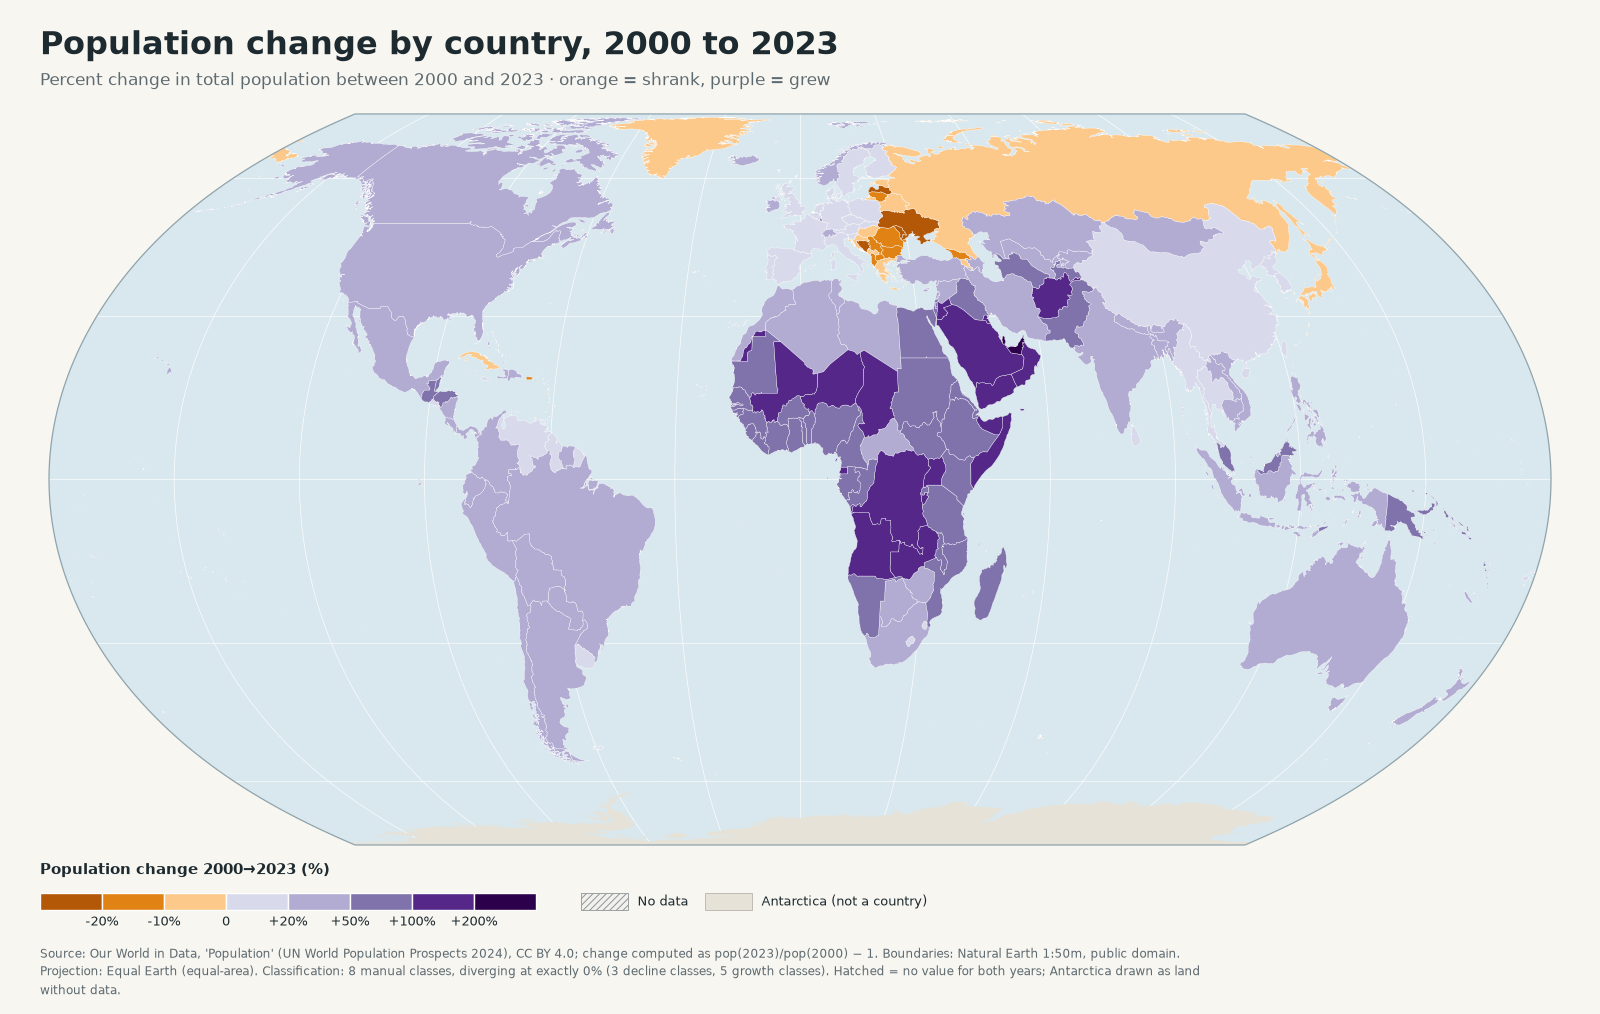 Population change by country, 2000 to 2023
Percent change in total population between 2000 and 2023 · orange = shrank, purple = grew
Population change 2000→2023 (%)
-20% -10% 0 +20% +50% +100% +200%
No data
Antarctica (not a country)
Source: Our World in Data, 'Population' (UN World Population Prospects 2024), CC BY 4.0; change computed as pop(2023)/pop(2000) − 1. Boundaries: Natural Earth 1:50m, public domain.
Projection: Equal Earth (equal-area). Classification: 8 manual classes, diverging at exactly 0% (3 decline classes, 5 growth classes). Hatched = no value for both years; Antarctica drawn as land
without data.